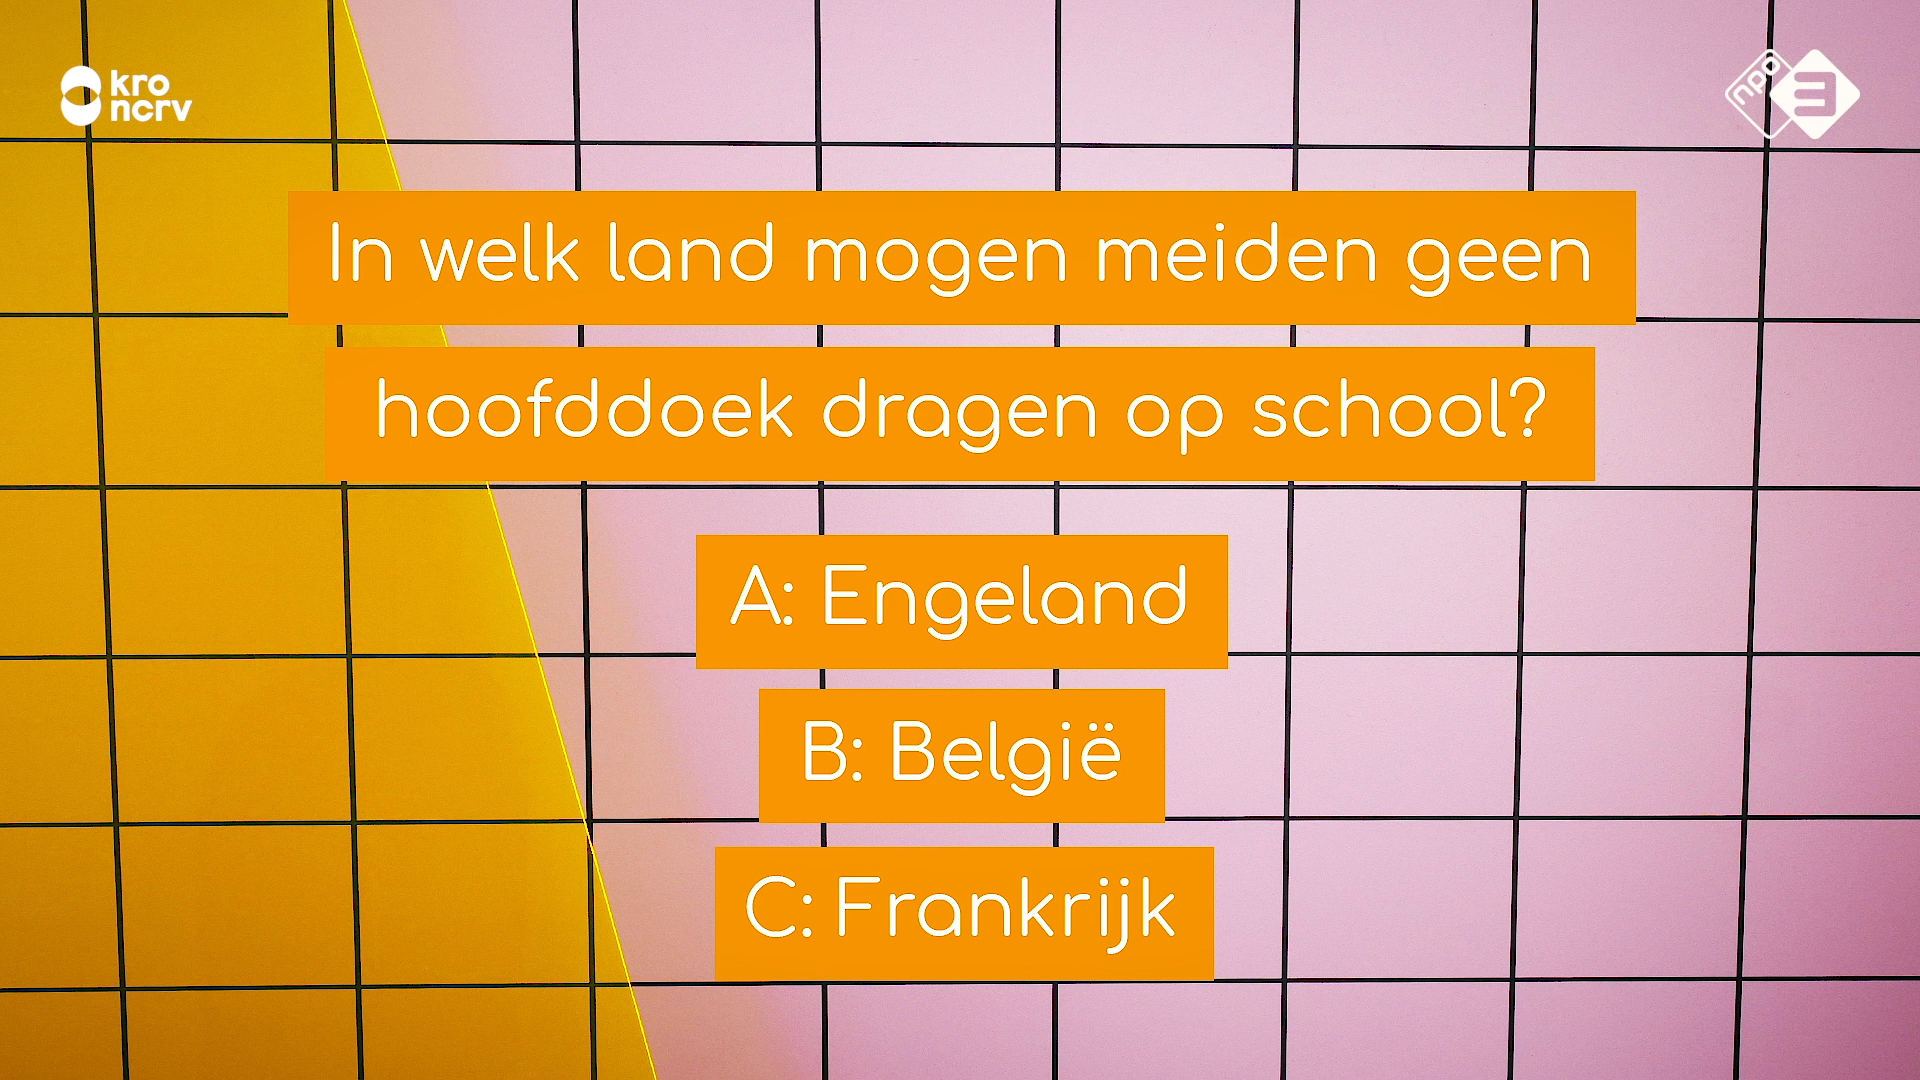 kro
ncrv
npo
3
In welk land mogen meiden geen
hoofddoek dragen op school?
A: Engeland
B: België
C: Frankrijk